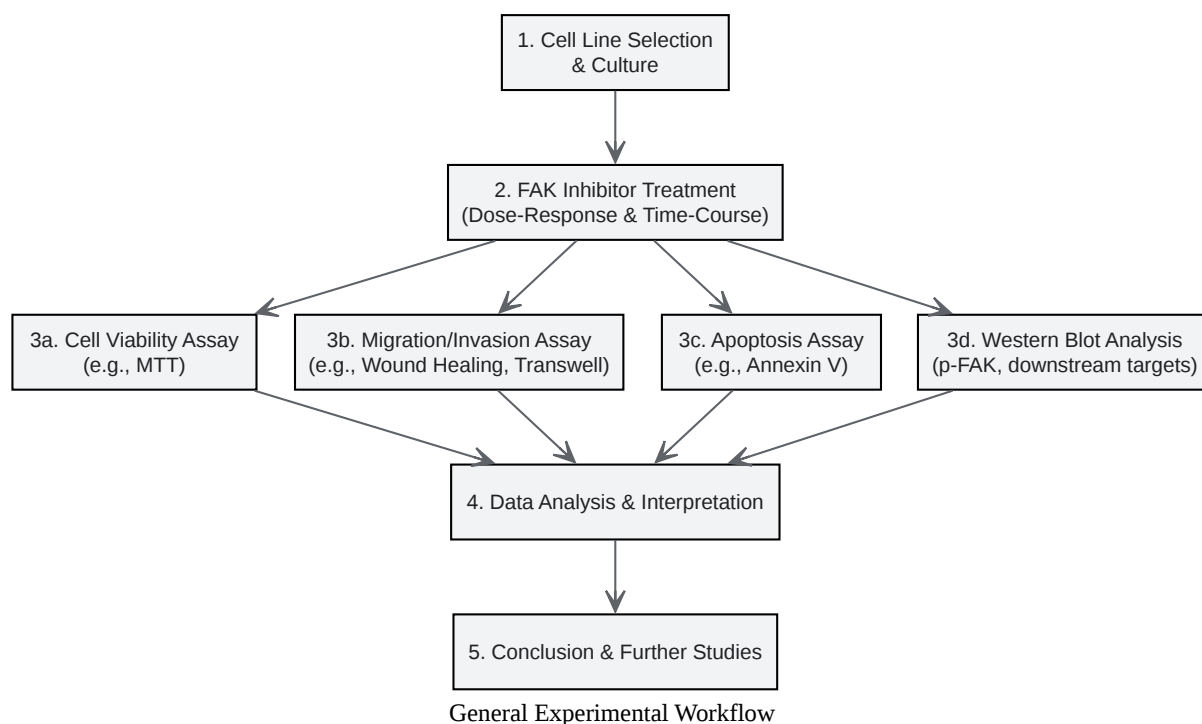 1. Cell Line Selection
& Culture
2. FAK Inhibitor Treatment
(Dose-Response & Time-Course)
3a. Cell Viability Assay
(e.g., MTT)
3b. Migration/Invasion Assay
(e.g., Wound Healing, Transwell)
3c. Apoptosis Assay
(e.g., Annexin V)
3d. Western Blot Analysis
(p-FAK, downstream targets)
4. Data Analysis & Interpretation
5. Conclusion & Further Studies
General Experimental Workflow